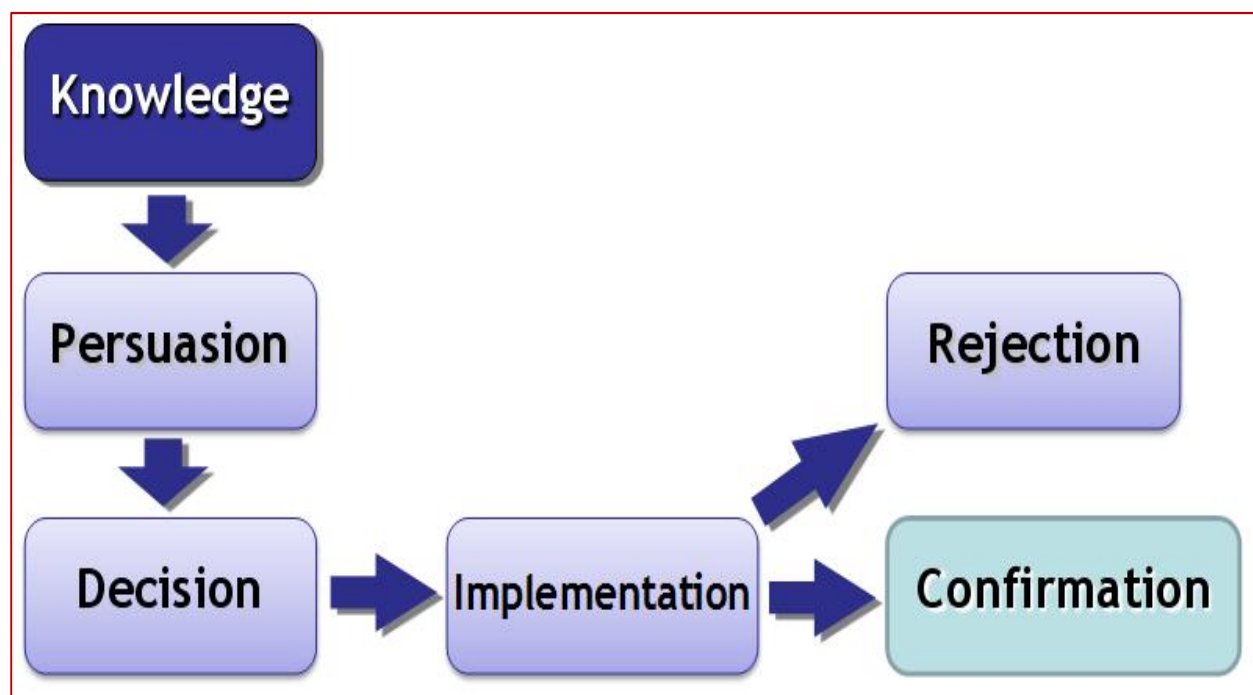 Knowledge
Persuasion
Rejection
Decision
Implementation
Confirmation